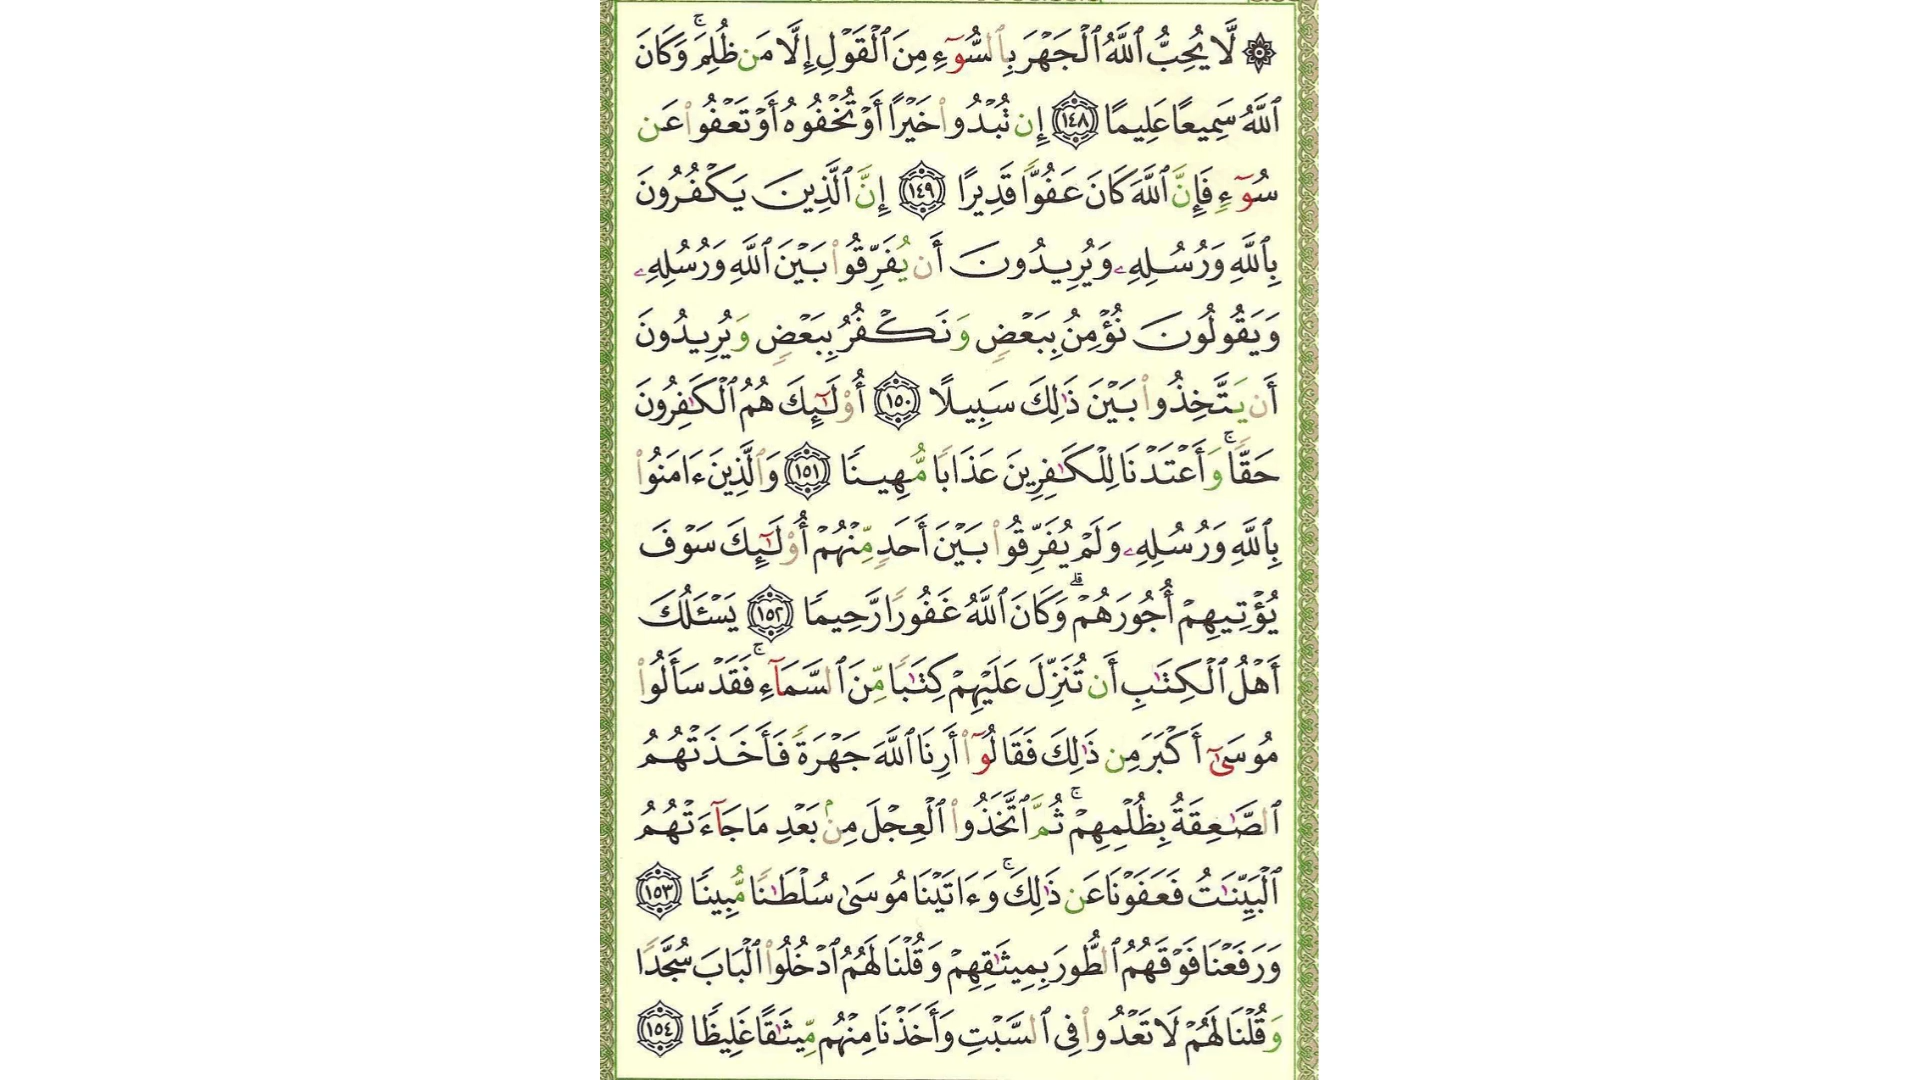 ۞ لَّا يُحِبُّ ٱللَّهُ ٱلْجَهْرَ بِٱلسُّوٓءِ مِنَ ٱلْقَوْلِ إِلَّا مَن ظُلِمَ ۚ وَكَانَ
ٱللَّهُ سَمِيعًا عَلِيمًا ١٤٨ إِن تُبْدُوا۟ خَيْرًا أَوْ تُخْفُوهُ أَوْ تَعْفُوا۟ عَن
سُوٓءٍ فَإِنَّ ٱللَّهَ كَانَ عَفُوًّا قَدِيرًا ١٤٩ إِنَّ ٱلَّذِينَ يَكْفُرُونَ
بِٱللَّهِ وَرُسُلِهِۦ وَيُرِيدُونَ أَن يُفَرِّقُوا۟ بَيْنَ ٱللَّهِ وَرُسُلِهِۦ
وَيَقُولُونَ نُؤْمِنُ بِبَعْضٍ وَنَكْفُرُ بِبَعْضٍ وَيُرِيدُونَ
أَن يَتَّخِذُوا۟ بَيْنَ ذَٰلِكَ سَبِيلًا ١٥٠ أُو۟لَٰٓئِكَ هُمُ ٱلْكَٰفِرُونَ
حَقًّا ۚ وَأَعْتَدْنَا لِلْكَٰفِرِينَ عَذَابًا مُّهِينًا ١٥١ وَٱلَّذِينَ ءَامَنُوا۟
بِٱللَّهِ وَرُسُلِهِۦ وَلَمْ يُفَرِّقُوا۟ بَيْنَ أَحَدٍ مِّنْهُمْ أُو۟لَٰٓئِكَ سَوْفَ
يُؤْتِيهِمْ أُجُورَهُمْ ۗ وَكَانَ ٱللَّهُ غَفُورًا رَّحِيمًا ١٥٢ يَسْـَٔلُكَ
أَهْلُ ٱلْكِتَٰبِ أَن تُنَزِّلَ عَلَيْهِمْ كِتَٰبًا مِّنَ ٱلسَّمَآءِ ۚ فَقَدْ سَأَلُوا۟
مُوسَىٰٓ أَكْبَرَ مِن ذَٰلِكَ فَقَالُوٓا۟ أَرِنَا ٱللَّهَ جَهْرَةً فَأَخَذَتْهُمُ
ٱلصَّٰعِقَةُ بِظُلْمِهِمْ ۚ ثُمَّ ٱتَّخَذُوا۟ ٱلْعِجْلَ مِنۢ بَعْدِ مَا جَآءَتْهُمُ
ٱلْبَيِّنَٰتُ فَعَفَوْنَا عَن ذَٰلِكَ ۚ وَءَاتَيْنَا مُوسَىٰ سُلْطَٰنًا مُّبِينًا ١٥٣
وَرَفَعْنَا فَوْقَهُمُ ٱلطُّورَ بِمِيثَٰقِهِمْ وَقُلْنَا لَهُمُ ٱدْخُلُوا۟ ٱلْبَابَ سُجَّدًا
وَقُلْنَا لَهُمْ لَا تَعْدُوا۟ فِى ٱلسَّبْتِ وَأَخَذْنَا مِنْهُم مِّيثَٰقًا غَلِيظًا ١٥٤